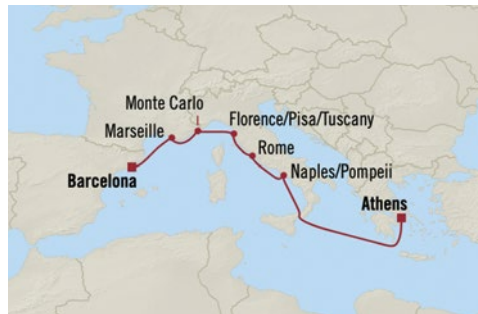 Monte Carlo
Florence/Pisa/Tuscany
Marseille
Rome
Naples/Pompeii
Barcelona
Athens